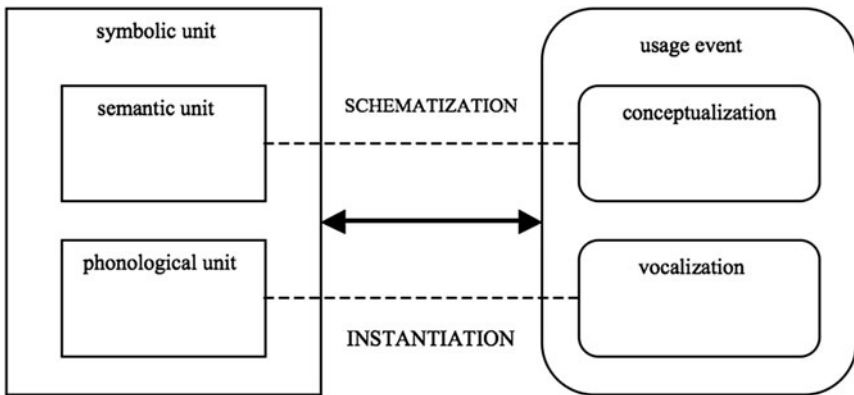 symbolic unit
usage event
semantic unit
SCHEMATIZATION
conceptualization
phonological unit
vocalization
INSTANTIATION